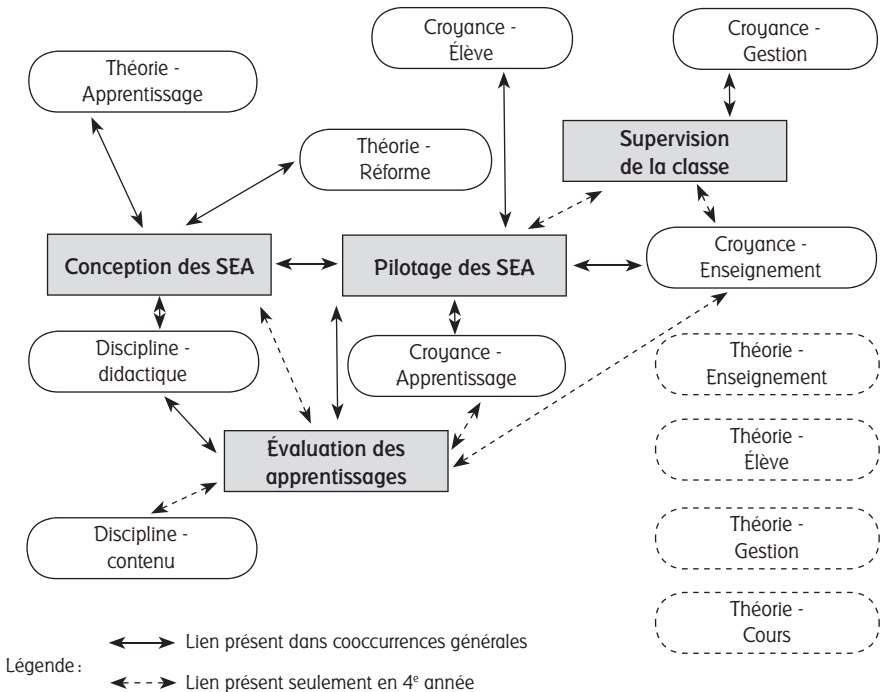 Croyance -
Élève
Croyance -
Gestion
Théorie -
Apprentissage
Théorie -
Réforme
Supervision
de la classe
Conception des SEA
Pilotage des SEA
Croyance -
Enseignement
Discipline -
didactique
Croyance -
Apprentissage
Théorie -
Enseignement
Évaluation des
apprentissages
Théorie -
Élève
Discipline -
contenu
Théorie -
Gestion
Théorie -
Cours
Légende :
Lien présent dans cooccurrences générales
Lien présent seulement en 4e année